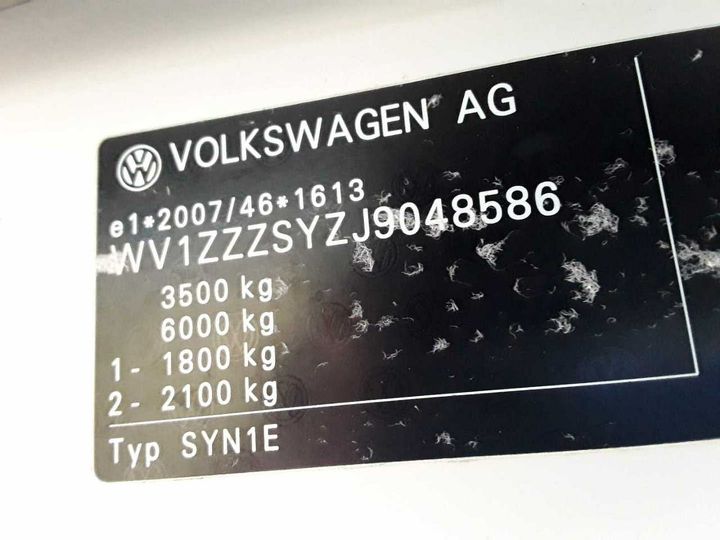 VOLKSWAGEN AG
e1*2007/46*1613
WV1ZZZSYZJ9048586
3500 kg
6000 kg
1- 1800 kg
2- 2100 kg
Typ SYN1E